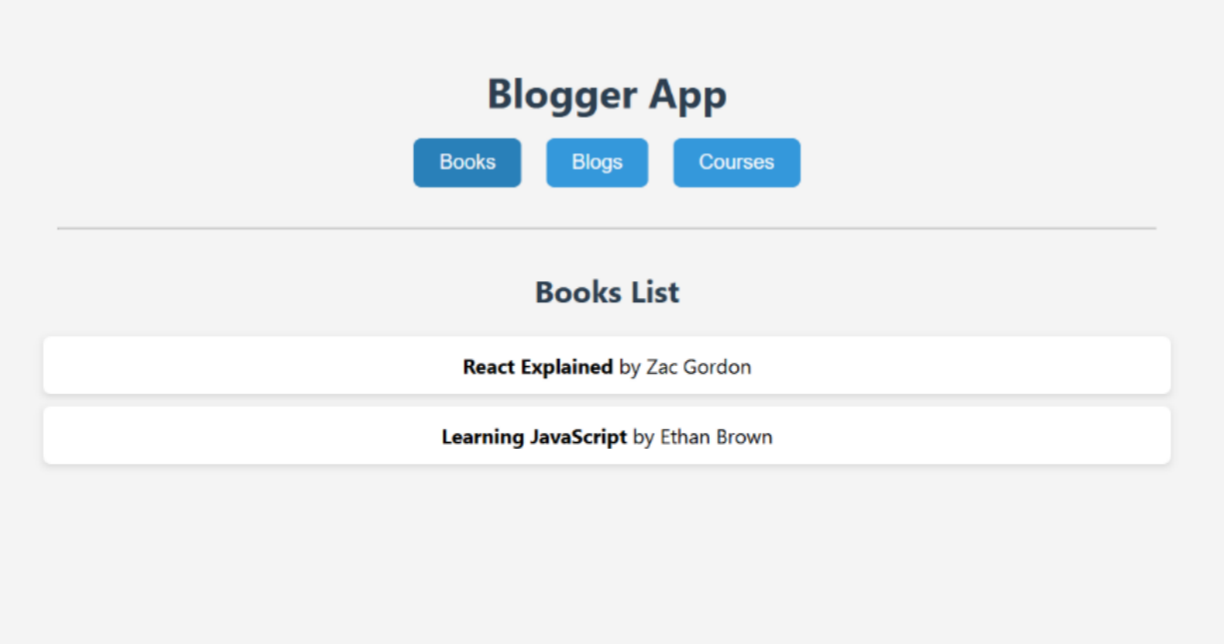 Blogger App
Books Blogs Courses
Books List
React Explained by Zac Gordon
Learning JavaScript by Ethan Brown